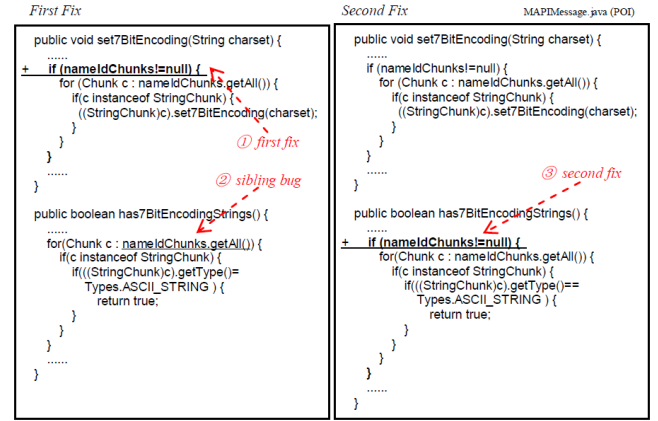 First Fix
public void set7BitEncoding(String charset) {
......
+ if (nameIdChunks!=null) {
for (Chunk c : nameIdChunks.getAll()) {
if(c instanceof StringChunk) {
((StringChunk)c).set7BitEncoding(charset);
}
}
① first fix
}
......
② sibling bug
}
public boolean has7BitEncodingStrings() {
......
for(Chunk c : nameIdChunks.getAll()) {
if(c instanceof StringChunk) {
if(((StringChunk)c).getType()=
Types.ASCII_STRING ) {
return true;
}
}
}
......
}
Second Fix
MAPIMessage.java (POI)
public void set7BitEncoding(String charset) {
......
if (nameIdChunks!=null) {
for (Chunk c : nameIdChunks.getAll()) {
if(c instanceof StringChunk) {
((StringChunk)c).set7BitEncoding(charset);
}
}
}
......
③ second fix
}
public boolean has7BitEncodingStrings() {
......
+ if (nameIdChunks!=null) {
for(Chunk c : nameIdChunks.getAll()) {
if(c instanceof StringChunk) {
if(((StringChunk)c).getType()==
Types.ASCII_STRING ) {
return true;
}
}
}
}
......
}